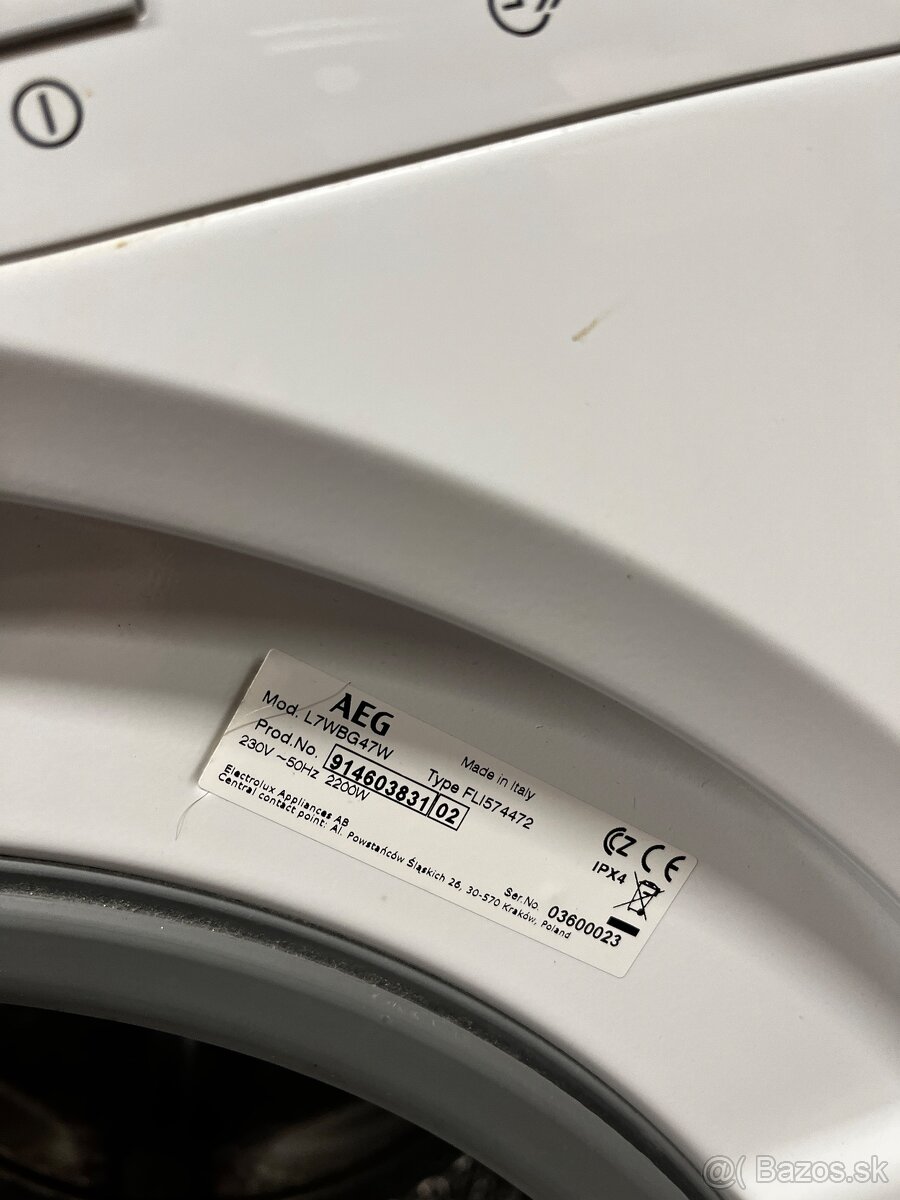 AEG
Mod. L7WBG47W
Made in Italy
Prod.No. 914603831 02
Type FLI574472
230V ~50Hz 2200W
Electrolux Appliances AB
Central contact point: Al. Powstańców Śląskich 26, 30-570 Kraków, Poland
CE
IPX4
Ser.No. 03600023
@( Bazos.sk